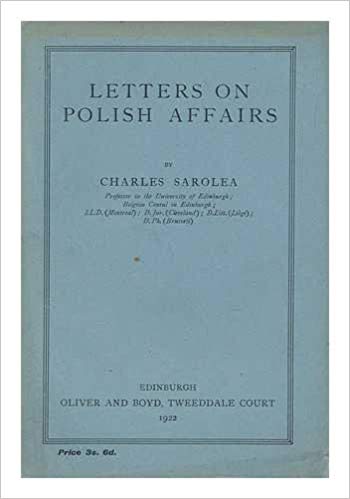 LETTERS ON
POLISH AFFAIRS
BY
CHARLES SAROLEA
Professor in the University of Edinburgh;
Belgian Consul in Edinburgh;
LL.D. (Montreal); D.Jur. (Cleveland); D.Litt. (Liége);
D.Ph. (Brussels)
EDINBURGH
OLIVER AND BOYD, TWEEDDALE COURT
1922
Price 3s. 6d.